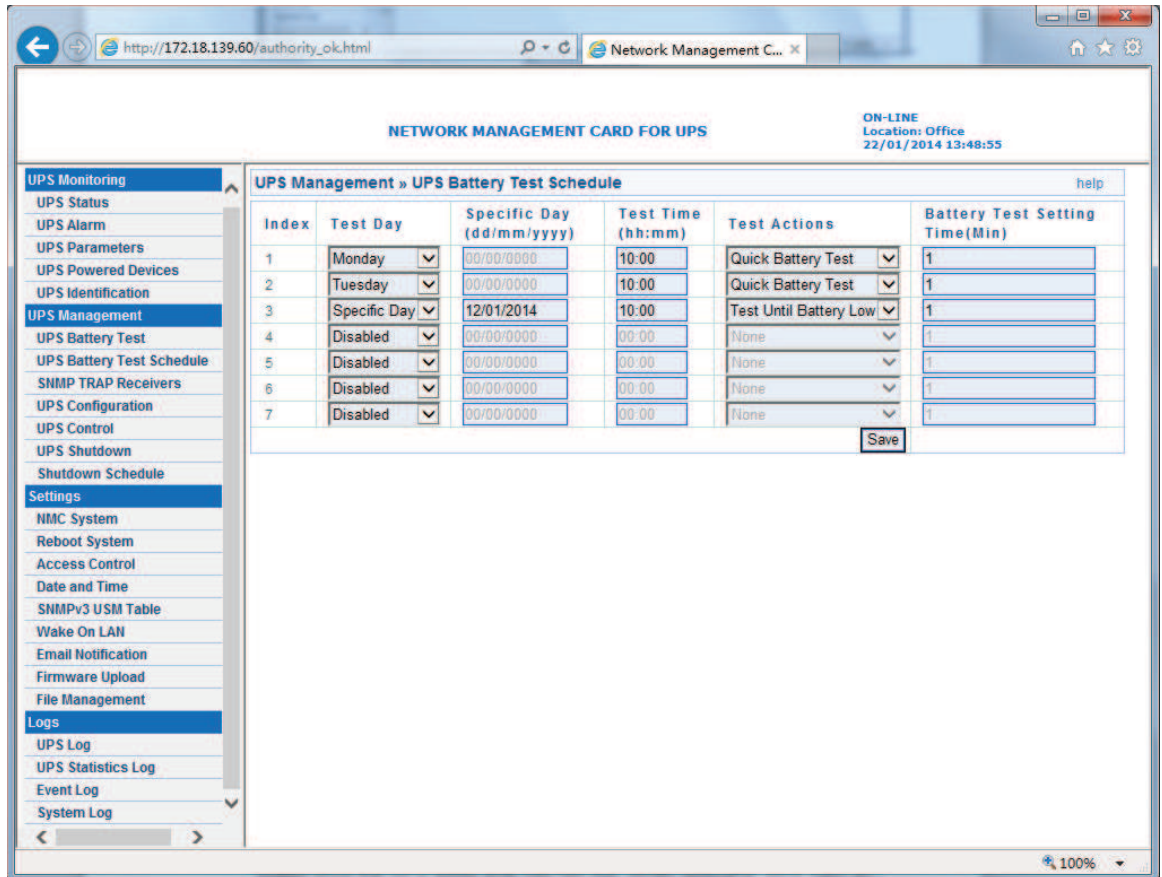 http://172.18.139.60/authority_ok.html
Network Management C...
NETWORK MANAGEMENT CARD FOR UPS
ON-LINE
Location: Office
22/01/2014 13:48:55
UPS Monitoring
UPS Status
UPS Alarm
UPS Parameters
UPS Powered Devices
UPS Identification
UPS Management
UPS Battery Test
UPS Battery Test Schedule
SNMP TRAP Receivers
UPS Configuration
UPS Control
UPS Shutdown
Shutdown Schedule
Settings
NMC System
Reboot System
Access Control
Date and Time
SNMPv3 USM Table
Wake On LAN
Email Notification
Firmware Upload
File Management
Logs
UPS Log
UPS Statistics Log
Event Log
System Log
UPS Management » UPS Battery Test Schedule help
Index Test Day Specific Day (dd/mm/yyyy) Test Time (hh:mm) Test Actions Battery Test Setting Time(Min)
1 Monday 00/00/0000 10:00 Quick Battery Test 1
2 Tuesday 00/00/0000 10:00 Quick Battery Test 1
3 Specific Day 12/01/2014 10:00 Test Until Battery Low 1
4 Disabled 00/00/0000 00:00 None 1
5 Disabled 00/00/0000 00:00 None 1
6 Disabled 00/00/0000 00:00 None 1
7 Disabled 00/00/0000 00:00 None 1
Save
100%